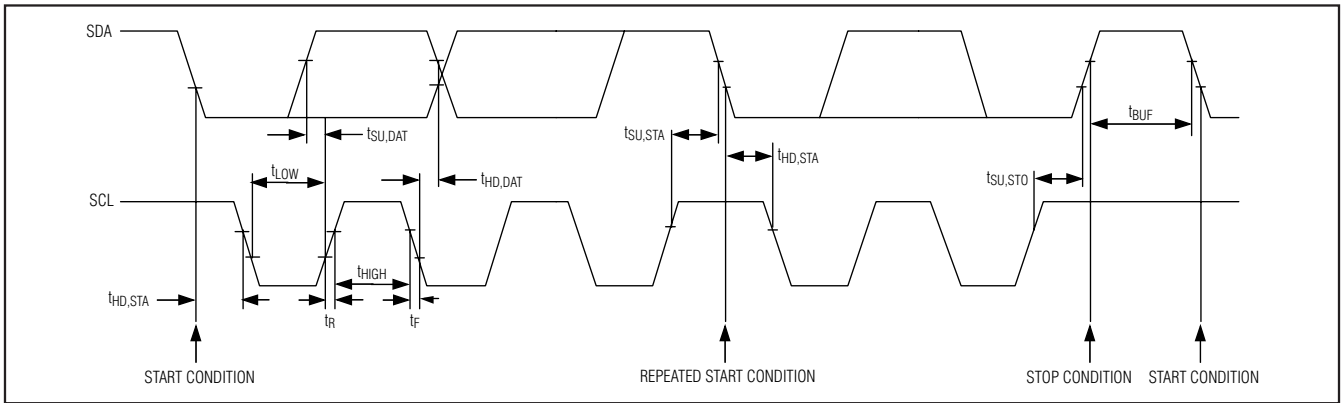 SDA
tSU,DAT
tSU,STA
tBUF
tHD,STA
tLOW
tHD,DAT
tSU,STO
SCL
tHIGH
tHD,STA
tR
tF
START CONDITION
REPEATED START CONDITION
STOP CONDITION
START CONDITION